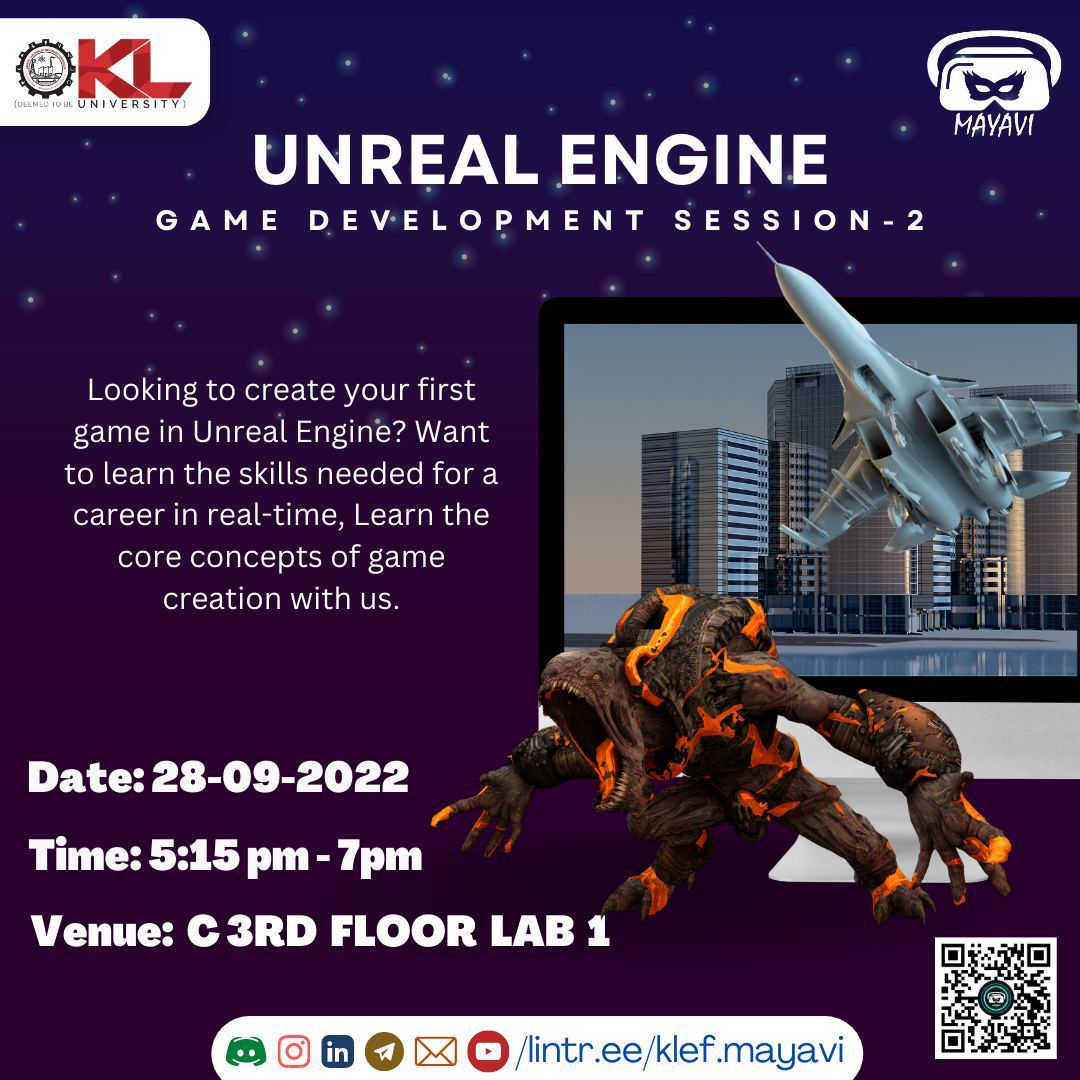 KL
(DEEMED TO BE UNIVERSITY)
MAYAVI
UNREAL ENGINE
GAME DEVELOPMENT SESSION-2
Looking to create your first
game in Unreal Engine? Want
to learn the skills needed for a
career in real-time, Learn the
core concepts of game
creation with us.
Date: 28-09-2022
Time: 5:15 pm - 7pm
Venue: C 3RD FLOOR LAB 1
in
/lintr.ee/klef.mayavi